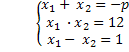 x₁ + x₂ = −p
x₁ · x₂ = 12
x₁ − x₂ = 1